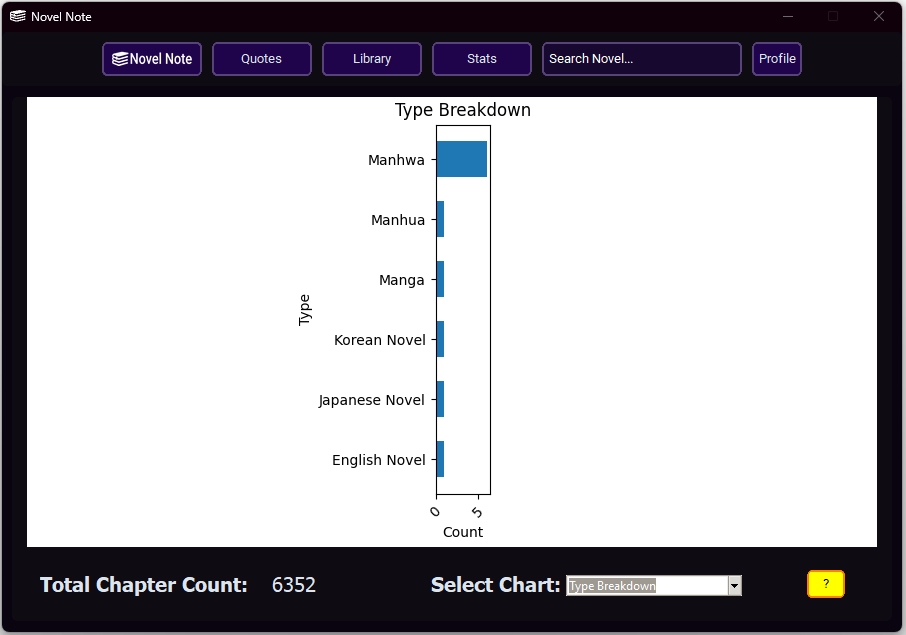 Novel Note
Novel Note
Quotes
Library
Stats
Search Novel...
Profile
Type Breakdown
Manhwa
Manhua
Manga
Korean Novel
Japanese Novel
English Novel
Type
0
5
Count
Total Chapter Count: 6352
Select Chart: Type Breakdown
?